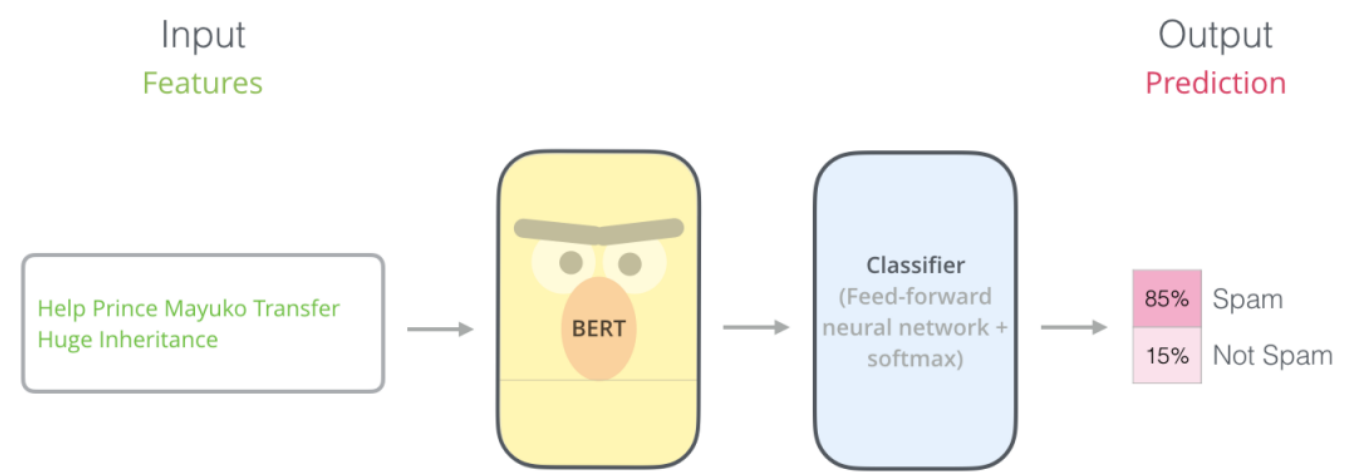 Input
Features
Output
Prediction
Help Prince Mayuko Transfer
Huge Inheritance
BERT
Classifier
(Feed-forward
neural network +
softmax)
85% Spam
15% Not Spam